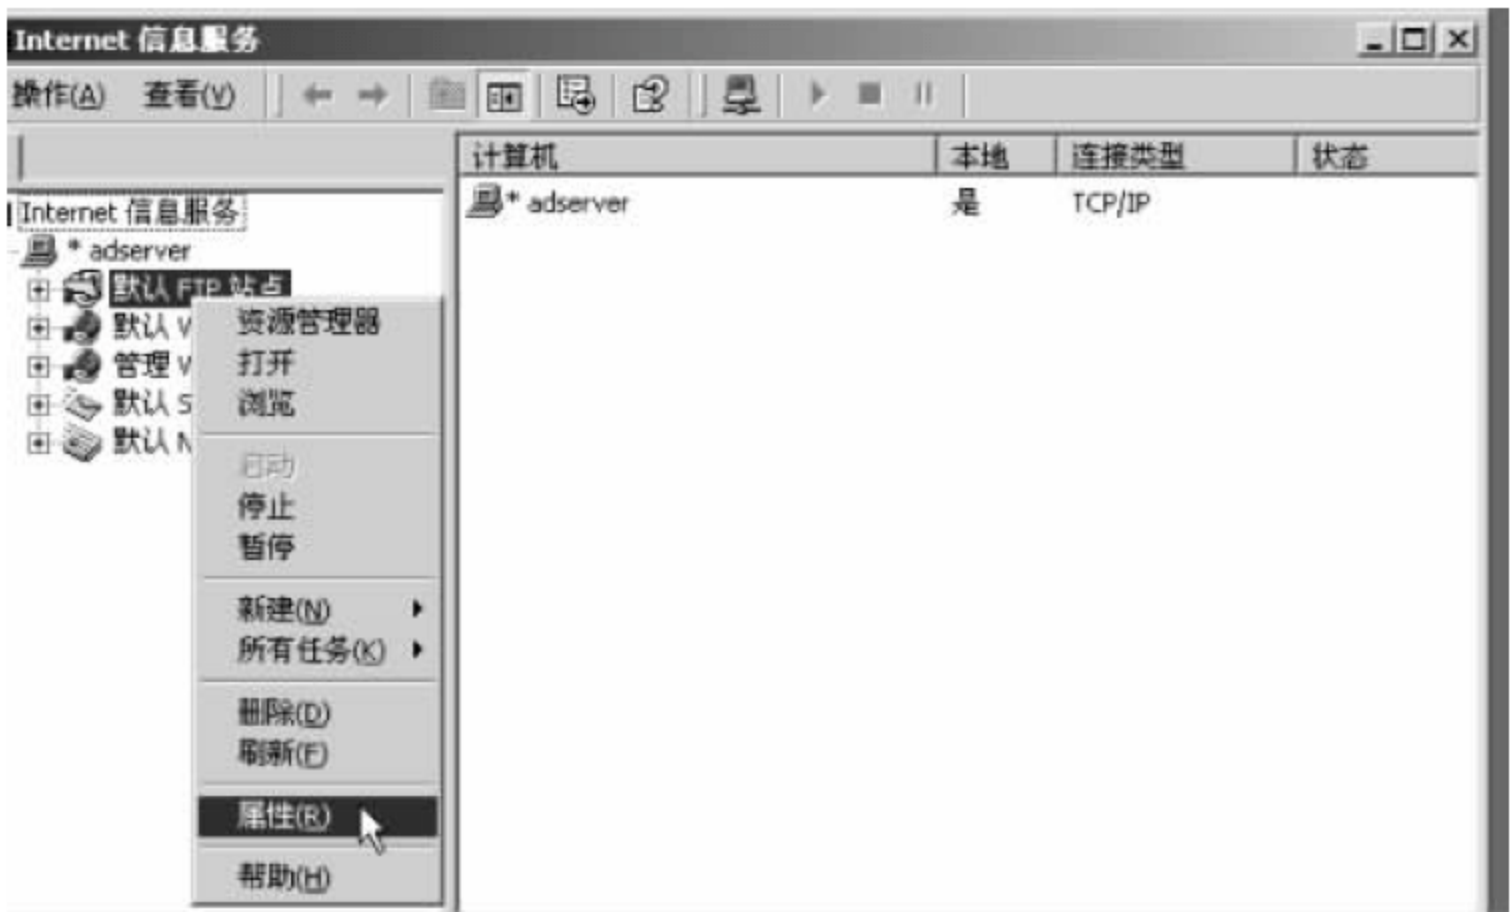 Internet 信息服务
操作(A) 查看(V)
计算机 本地 连接类型 状态
Internet 信息服务
* adserver 是 TCP/IP
* adserver
默认 FTP 站点
默认
管理
默认 S
默认 N
资源管理器
打开
浏览
启动
停止
暂停
新建(N)
所有任务(K)
删除(D)
刷新(F)
属性(R)
帮助(H)